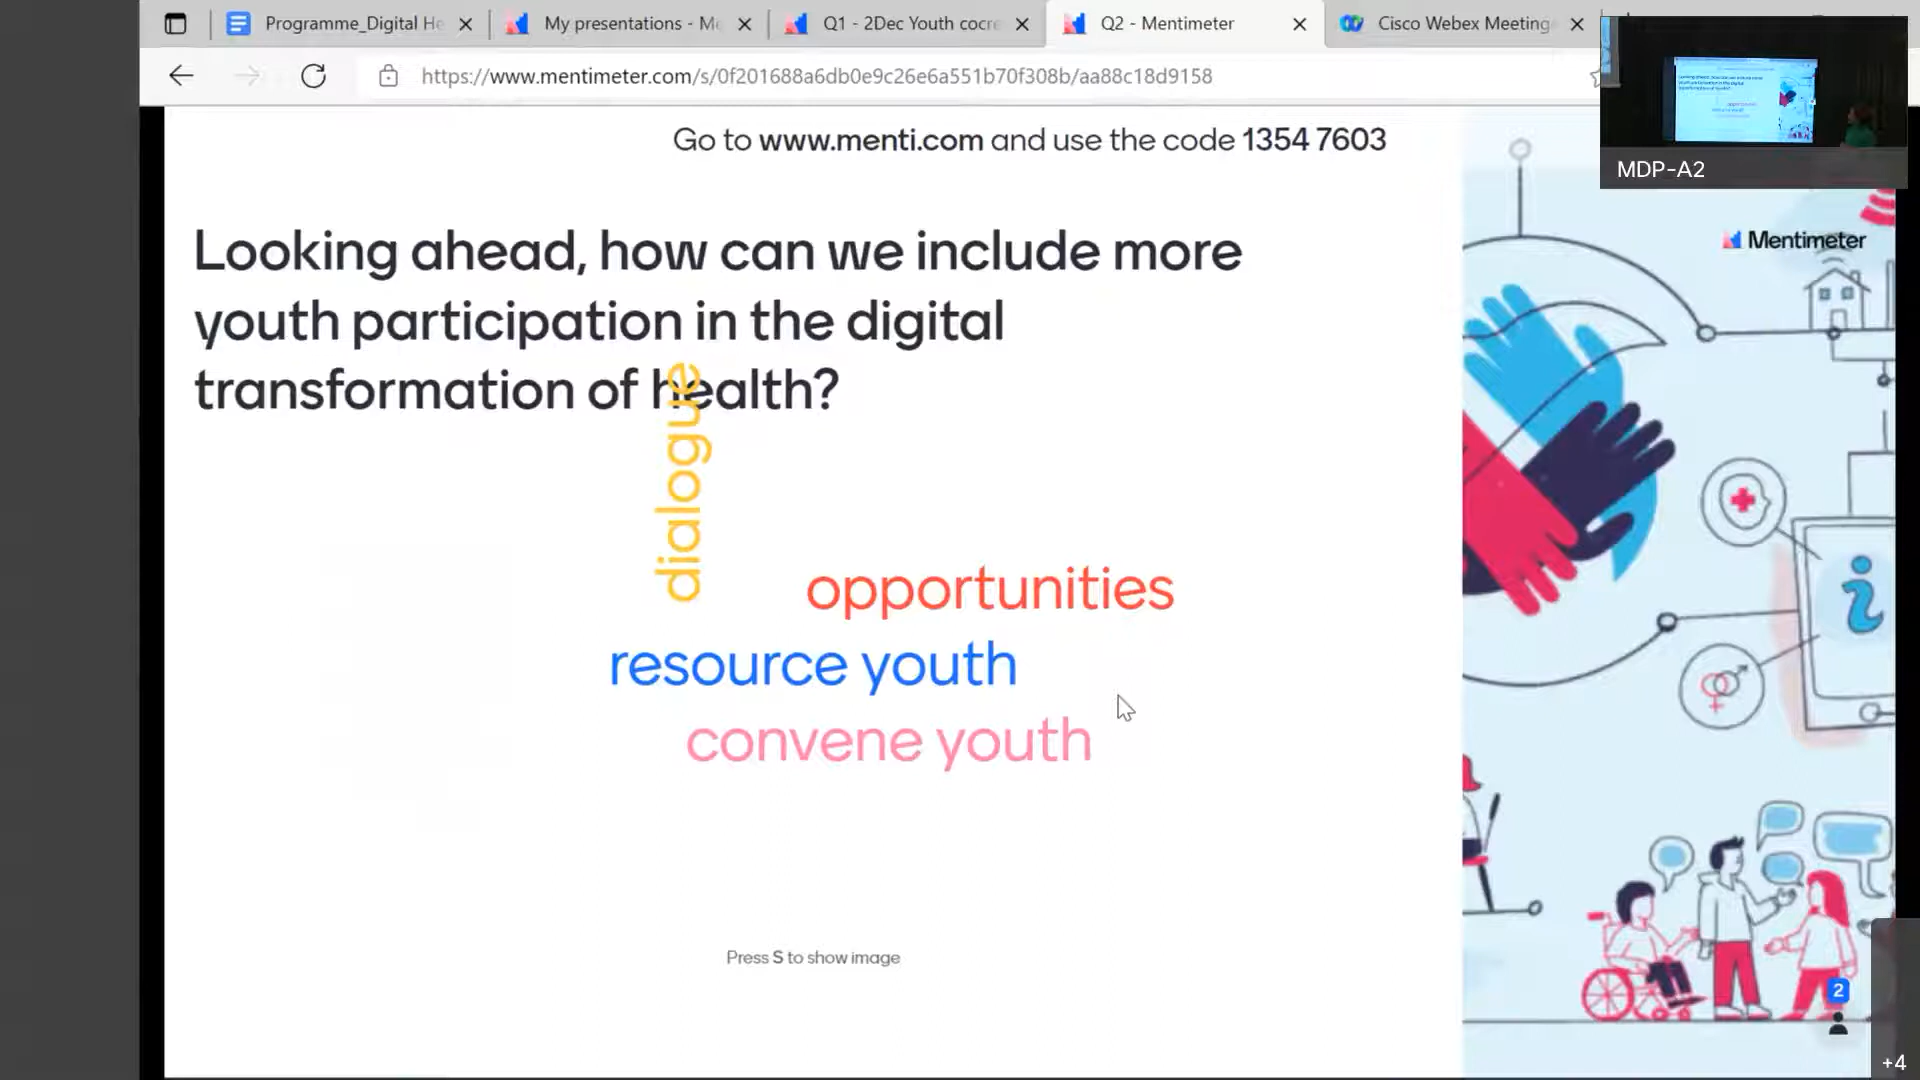 Programme_Digital He
My presentations - Me
Q1 - 2Dec Youth cocre
Q2 - Mentimeter
Cisco Webex Meeting
https://www.mentimeter.com/s/0f201688a6db0e9c26e6a551b70f308b/aa88c18d9158
Go to www.menti.com and use the code 1354 7603
MDP-A2
Mentimeter
Looking ahead, how can we include more
youth participation in the digital
transformation of health?
dialogue
opportunities
resource youth
convene youth
Press S to show image
2
+4